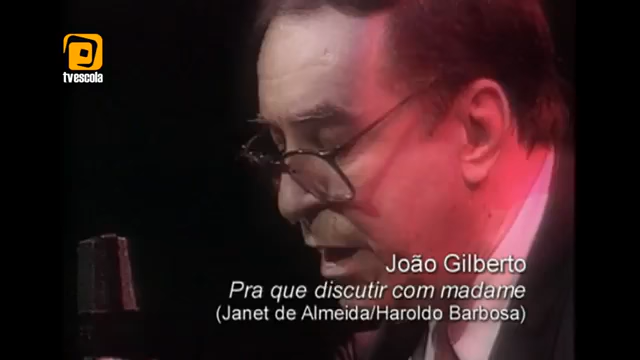 tvescola
João Gilberto
Pra que discutir com madame
(Janet de Almeida/Haroldo Barbosa)